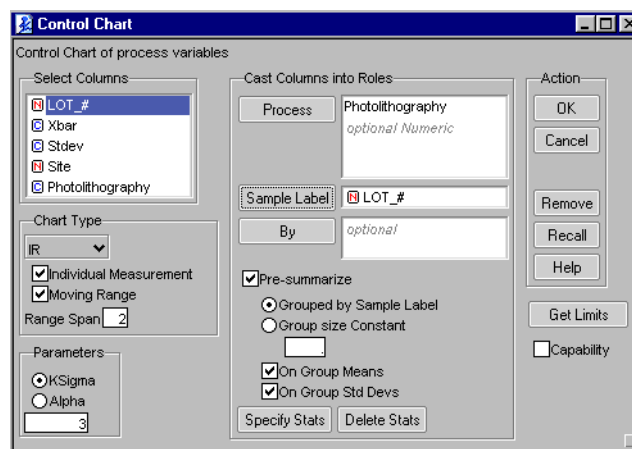 Control Chart
Control Chart of process variables
Select Columns
N LOT_#
C Xbar
C Stdev
N Site
C Photolithography
Chart Type
IR
Individual Measurement
Moving Range
Range Span 2
Parameters
KSigma
Alpha
3
Cast Columns into Roles
Process
Photolithography
optional Numeric
Sample Label
N LOT_#
By
optional
Pre-summarize
Grouped by Sample Label
Group size Constant
.
On Group Means
On Group Std Devs
Specify Stats
Delete Stats
Action
OK
Cancel
Remove
Recall
Help
Get Limits
Capability